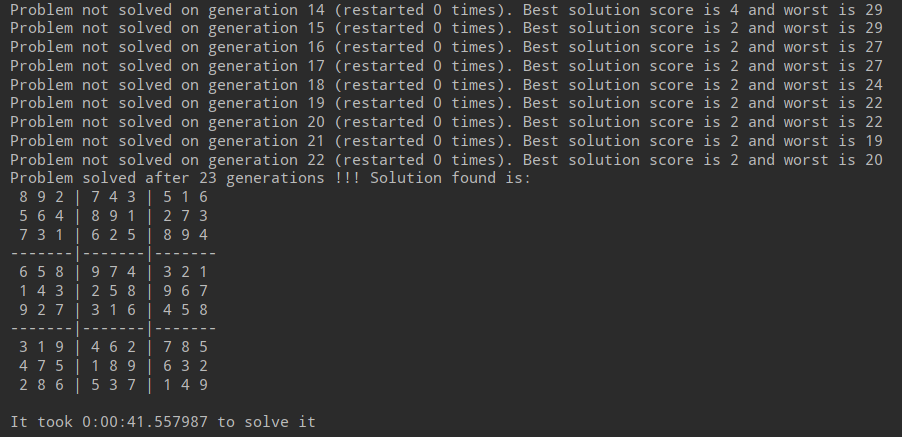 Problem not solved on generation 14 (restarted 0 times). Best solution score is 4 and worst is 29
Problem not solved on generation 15 (restarted 0 times). Best solution score is 2 and worst is 29
Problem not solved on generation 16 (restarted 0 times). Best solution score is 2 and worst is 27
Problem not solved on generation 17 (restarted 0 times). Best solution score is 2 and worst is 27
Problem not solved on generation 18 (restarted 0 times). Best solution score is 2 and worst is 24
Problem not solved on generation 19 (restarted 0 times). Best solution score is 2 and worst is 22
Problem not solved on generation 20 (restarted 0 times). Best solution score is 2 and worst is 22
Problem not solved on generation 21 (restarted 0 times). Best solution score is 2 and worst is 19
Problem not solved on generation 22 (restarted 0 times). Best solution score is 2 and worst is 20
Problem solved after 23 generations !!! Solution found is:
8 9 2 | 7 4 3 | 5 1 6
5 6 4 | 8 9 1 | 2 7 3
7 3 1 | 6 2 5 | 8 9 4
-------|-------|-------
6 5 8 | 9 7 4 | 3 2 1
1 4 3 | 2 5 8 | 9 6 7
9 2 7 | 3 1 6 | 4 5 8
-------|-------|-------
3 1 9 | 4 6 2 | 7 8 5
4 7 5 | 1 8 9 | 6 3 2
2 8 6 | 5 3 7 | 1 4 9
It took 0:00:41.557987 to solve it